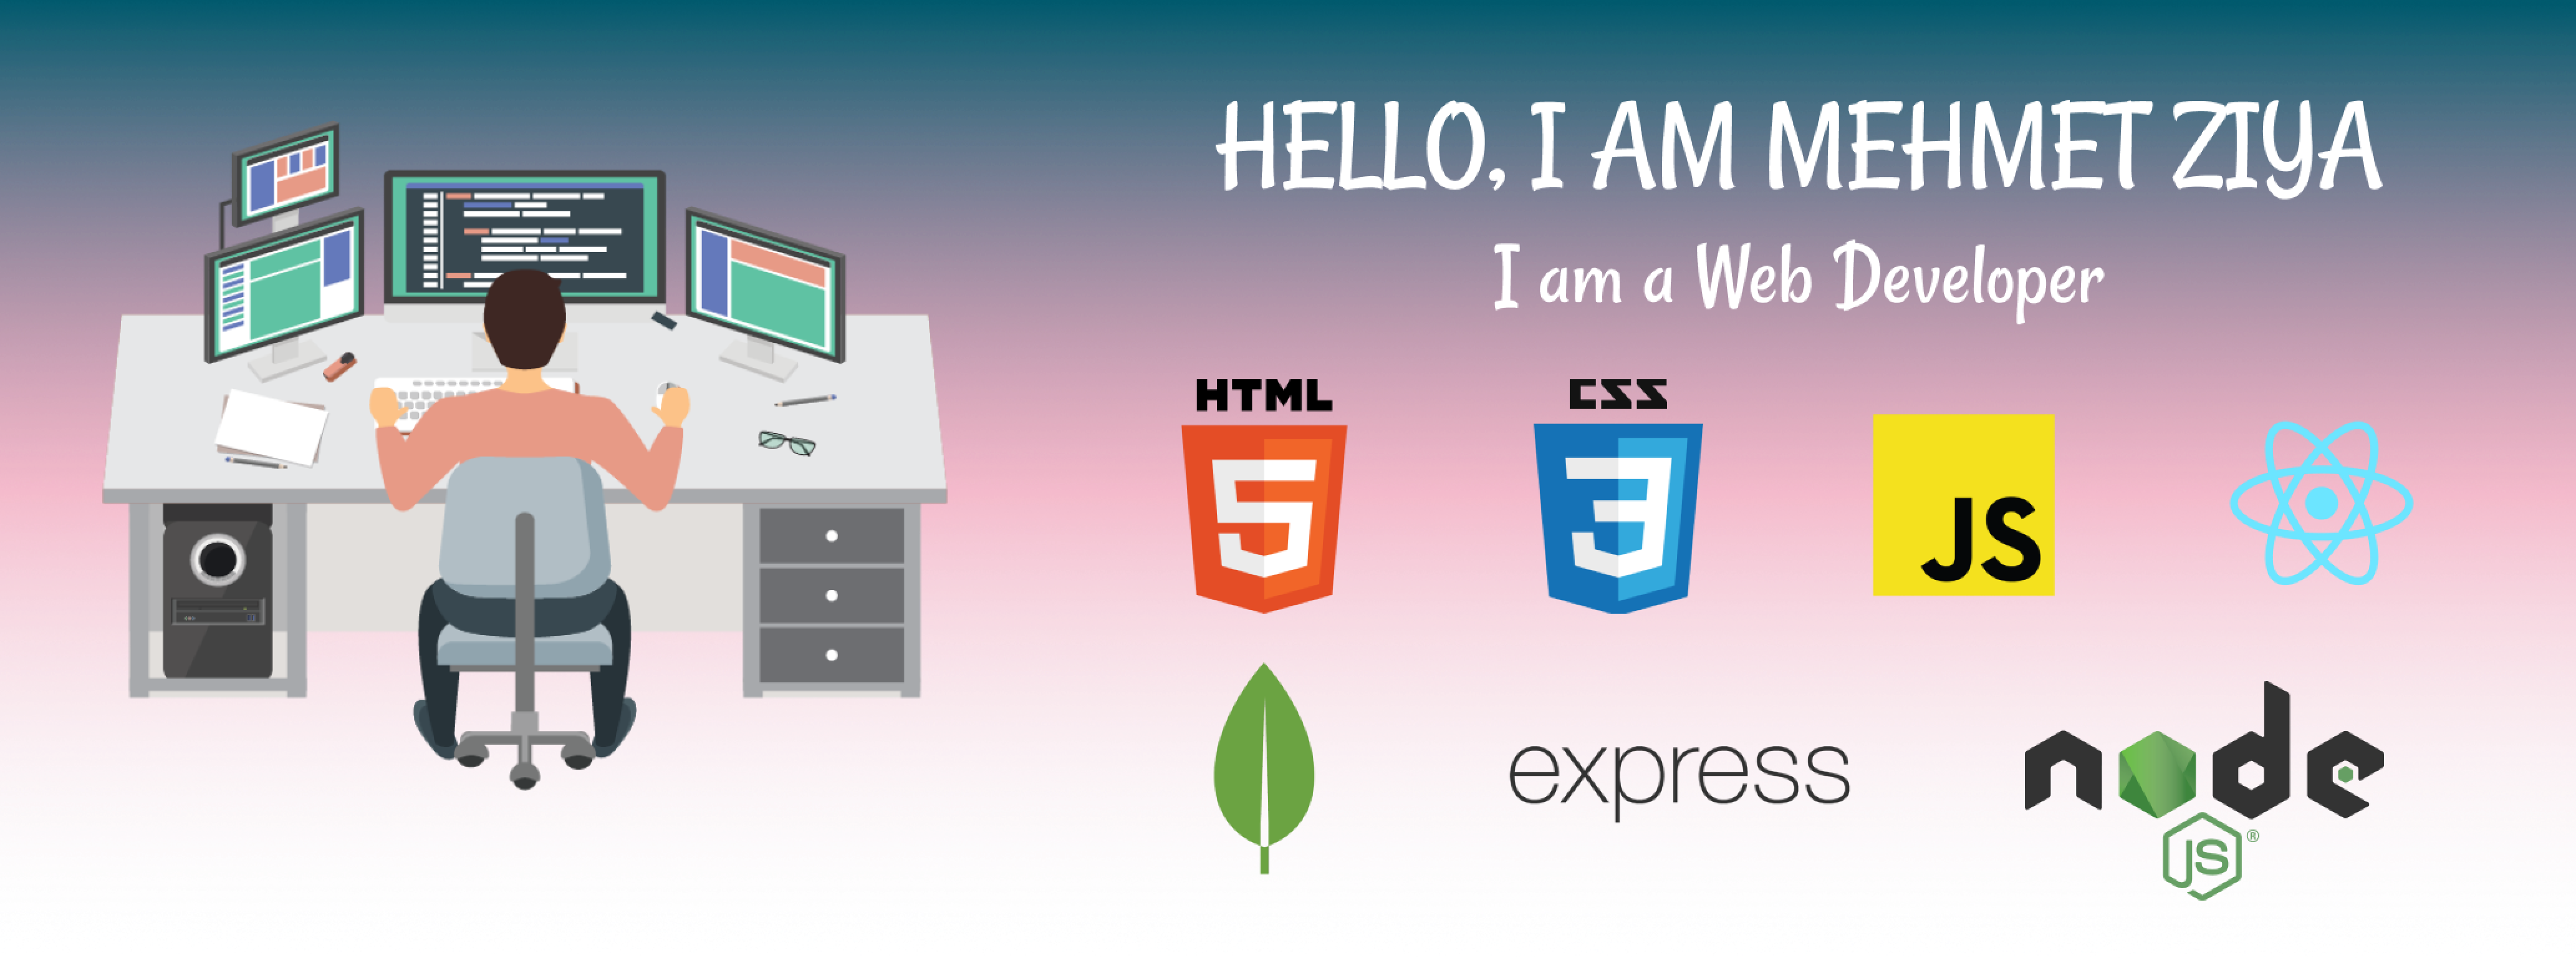 HELLO, I AM MEHMET ZIYA
I am a Web Developer
HTML
CSS
5
3
JS
express
node
JS
®